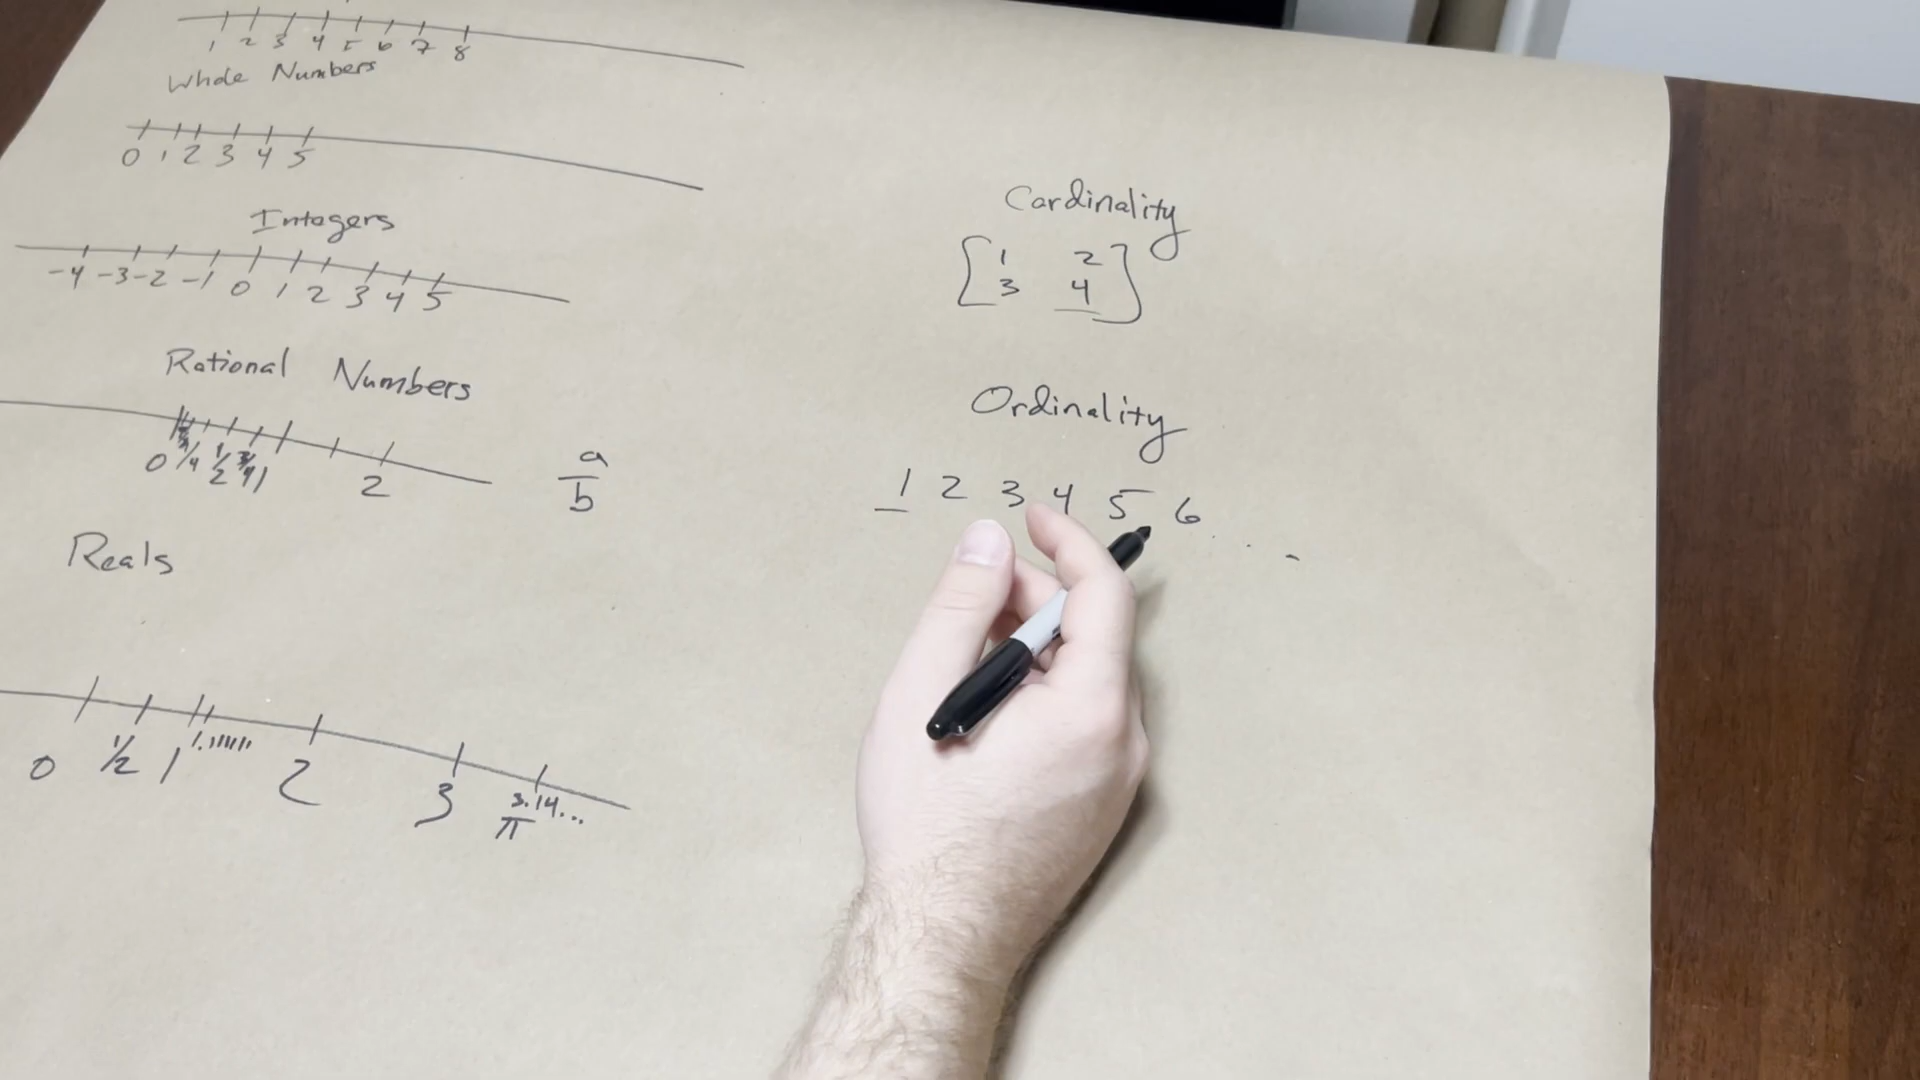 1 2 3 4 5 6 7 8
Whole Numbers
0 1 2 3 4 5
Integers
-4 -3 -2 -1 0 1 2 3 4 5
Rational Numbers
0 1/4 1/2 3/4 1 2
a
b
Reals
0 1/2 1 1.111111 2 3 3.14...
π
Cardinality
[1 2
3 4]
Ordinality
1 2 3 4 5 6 ....